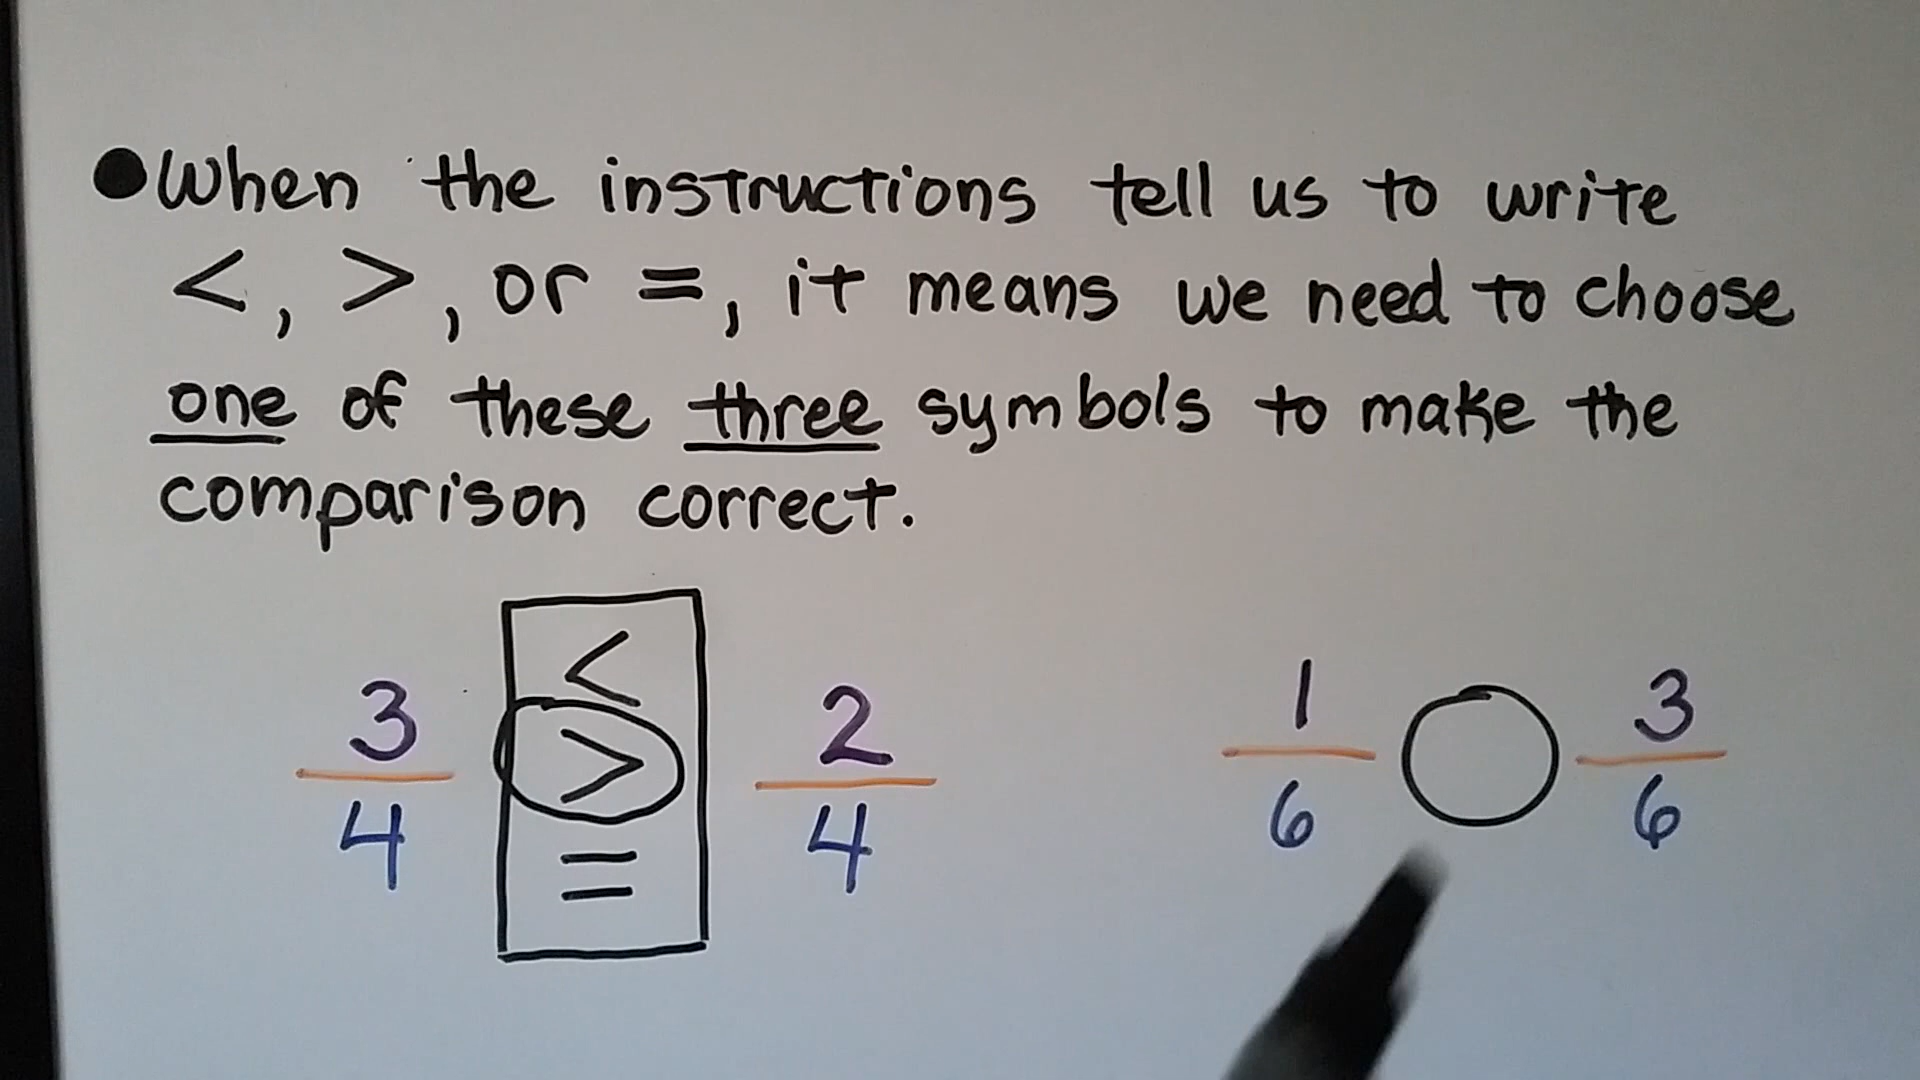 ●When the instructions tell us to write
<, >, or =, it means we need to choose
one of these three symbols to make the
comparison correct.
<
3 > 2
4 = 4
1 3
6 6